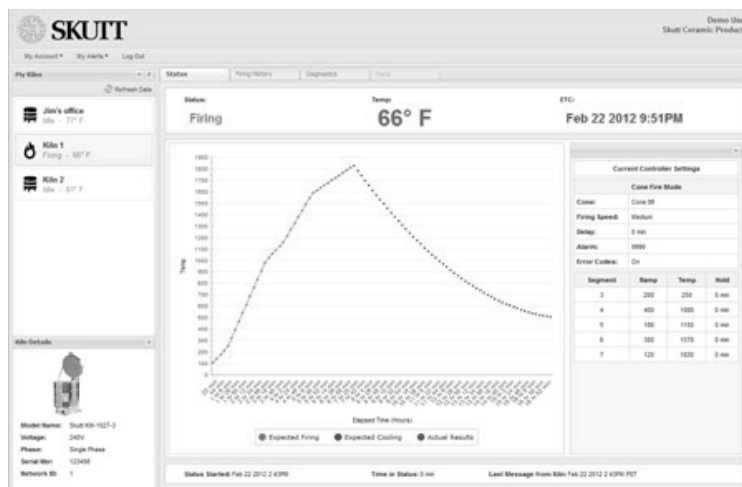 SKUTT
Demo Use
Skutt Ceramic Product
My Account My Alerts Log Out
My Kilns
Refresh Data
Jim's office
Idle - 77° F
Kiln 1
Firing - 66° F
Kiln 2
Idle - 61° F
Status Firing History Diagnostics
Status: Temp: ETC:
Firing 66° F Feb 22 2012 9:51PM
1900
1800
1700
1600
1500
1400
1300
1200
1100
1000
900
800
700
600
500
400
300
200
100
0
Temp
Elapsed Time (Hours)
Expected Firing Expected Cooling Actual Results
Current Controller Settings
Cone Fire Mode
Firing Speed: Medium
Delay: 0 min
Alarm: 9999
Error Codes: On
Segment Ramp Temp Hold
3 200 250 0 min
4 400 1000 0 min
5 180 1150 0 min
6 300 1570 0 min
7 120 1830 0 min
Kiln Details
Model Name: Skutt KM-1027-3
Voltage: 240V
Phase: Single Phase
Serial Nbr: 123456
Network ID: 1
Status Started: Feb 22 2012 2:43PM Time in Status: 0 min Last Message from Kiln: Feb 22 2012 2:43PM PST